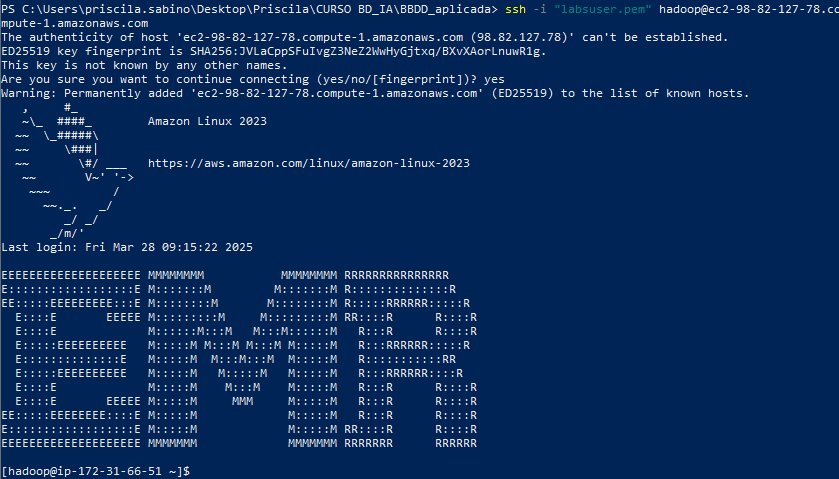 PS C:\Users\priscila.sabino\Desktop\Priscila\CURSO BD_IA\BBDD_aplicada> ssh -i "labsuser.pem" hadoop@ec2-98-82-127-78.co
mpute-1.amazonaws.com
The authenticity of host 'ec2-98-82-127-78.compute-1.amazonaws.com (98.82.127.78)' can't be established.
ED25519 key fingerprint is SHA256:JVLaCppSFuIvgZ3NeZ2WwHyGjtxq/BXvXAorLnuwR1g.
This key is not known by any other names.
Are you sure you want to continue connecting (yes/no/[fingerprint])? yes
Warning: Permanently added 'ec2-98-82-127-78.compute-1.amazonaws.com' (ED25519) to the list of known hosts.
   ,     #_
   ~\_  ####_        Amazon Linux 2023
  ~~  \_#####\
  ~~     \###|
  ~~       \#/ ___   https://aws.amazon.com/linux/amazon-linux-2023
   ~~       V~' '->
    ~~~         /
      ~~._.   _/
         _/ _/
       _/m/'
Last login: Fri Mar 28 09:15:22 2025

EEEEEEEEEEEEEEEEEEEE MMMMMMMM           MMMMMMMM RRRRRRRRRRRRRRR
E::::::::::::::::::E M:::::::M         M:::::::M R::::::::::::::R
EE:::::EEEEEEEEE:::E M::::::::M       M::::::::M R:::::RRRRRR:::::R
  E::::E       EEEEE M:::::::::M     M:::::::::M RR::::R      R::::R
  E::::E             M::::::M:::M   M:::M::::::M   R:::R      R::::R
  E:::::EEEEEEEEEE   M:::::M M:::M M:::M M:::::M   R:::RRRRRR:::::R
  E::::::::::::::E   M:::::M  M:::M:::M  M:::::M   R:::::::::::RR
  E:::::EEEEEEEEEE   M:::::M   M:::::M   M:::::M   R:::RRRRRR::::R
  E::::E             M:::::M    M:::M    M:::::M   R:::R      R::::R
  E::::E       EEEEE M:::::M     MMM     M:::::M   R:::R      R::::R
EE:::::EEEEEEEE::::E M:::::M             M:::::M   R:::R      R::::R
E::::::::::::::::::E M:::::M             M:::::M RR::::R      R::::R
EEEEEEEEEEEEEEEEEEEE MMMMMMM             MMMMMMM RRRRRRR      RRRRRR

[hadoop@ip-172-31-66-51 ~]$